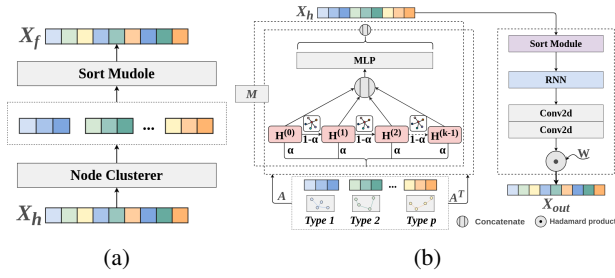 X_f
Sort Mudole
...
Node Clusterer
X_h
(a)
X_h
MLP
M
H^(0) H^(1) H^(2) H^(k-1)
1-α 1-α 1-α
α α α α
A
A^T
...
Type 1 Type 2 Type p
Concatenate
Hadamard product
Sort Module
RNN
Conv2d
Conv2d
W
X_out
(b)